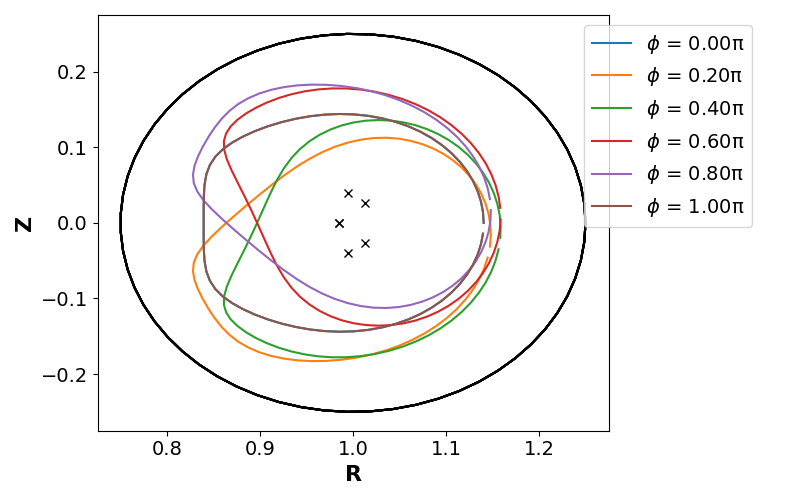 ϕ = 0.00π
ϕ = 0.20π
ϕ = 0.40π
ϕ = 0.60π
ϕ = 0.80π
ϕ = 1.00π
0.2
0.1
0.0
−0.1
−0.2
Z
0.8 0.9 1.0 1.1 1.2
R